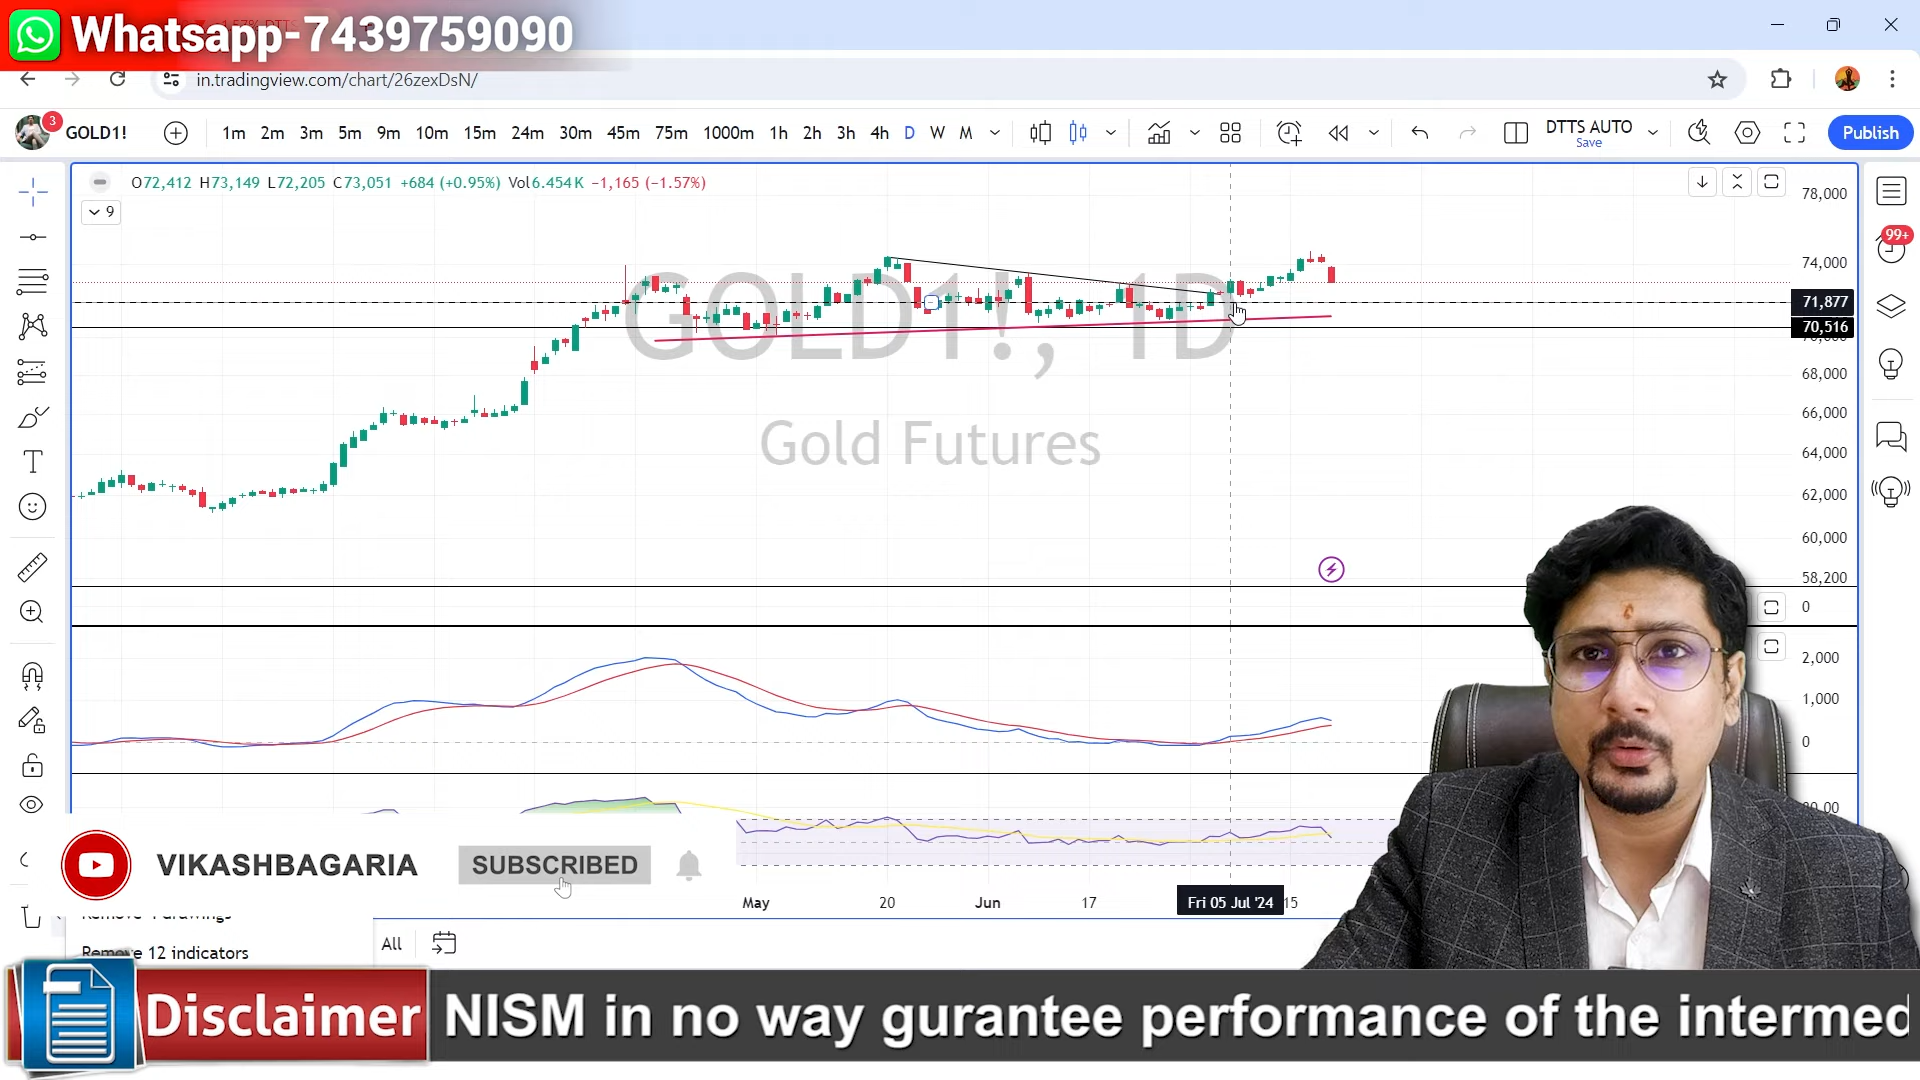 Whatsapp-7439759090
in.tradingview.com/chart/26zexDsN/
3
GOLD1!
1m 2m 3m 5m 9m 10m 15m 24m 30m 45m 75m 1000m 1h 2h 3h 4h D W M
DTTS AUTO
Save
Publish
O72,412 H73,149 L72,205 C73,051 +684 (+0.95%) Vol6.454K −1,165 (−1.57%)
9
78,000
99+
74,000
71,877
70,516
GOLD1!, 1D
68,000
66,000
Gold Futures
64,000
62,000
60,000
58,200
0
2,000
1,000
0
VIKASHBAGARIA
SUBSCRIBED
May 20 Jun 17 Fri 05 Jul '24 15
All
Remove 12 indicators
Disclaimer
NISM in no way gurantee performance of the intermed